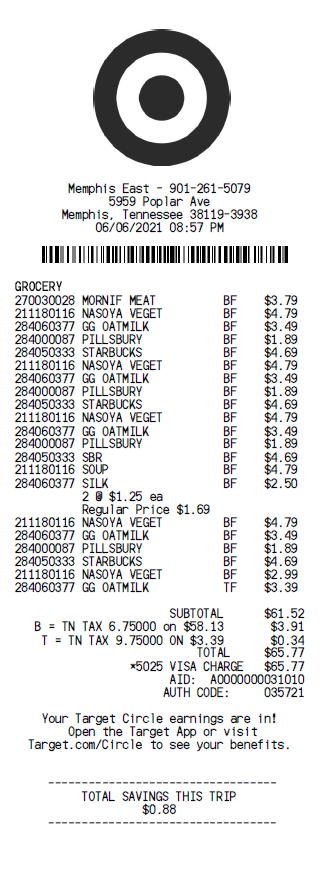 Memphis East - 901-261-5079
5959 Poplar Ave
Memphis, Tennessee 38119-3938
06/06/2021 08:57 PM
GROCERY
270030028 MORNIF MEAT BF $3.79
211180116 NASOYA VEGET BF $4.79
284060377 GG OATMILK BF $3.49
284000087 PILLSBURY BF $1.89
284050333 STARBUCKS BF $4.69
211180116 NASOYA VEGET BF $4.79
284060377 GG OATMILK BF $3.49
284000087 PILLSBURY BF $1.89
284050333 STARBUCKS BF $4.69
211180116 NASOYA VEGET BF $4.79
284060377 GG OATMILK BF $3.49
284000087 PILLSBURY BF $1.89
284050333 SBR BF $4.69
211180116 SOUP BF $4.79
284060377 SILK BF $2.50
2 @ $1.25 ea
Regular Price $1.69
211180116 NASOYA VEGET BF $4.79
284060377 GG OATMILK BF $3.49
284000087 PILLSBURY BF $1.89
284050333 STARBUCKS BF $4.69
211180116 NASOYA VEGET BF $2.99
284060377 GG OATMILK TF $3.39
SUBTOTAL $61.52
B = TN TAX 6.75000 on $58.13 $3.91
T = TN TAX 9.75000 ON $3.39 $0.34
TOTAL $65.77
*5025 VISA CHARGE $65.77
AID: A0000000031010
AUTH CODE: 035721
Your Target Circle earnings are in!
Open the Target App or visit
Target.com/Circle to see your benefits.
-----------------------------------
TOTAL SAVINGS THIS TRIP
$0.88
-----------------------------------